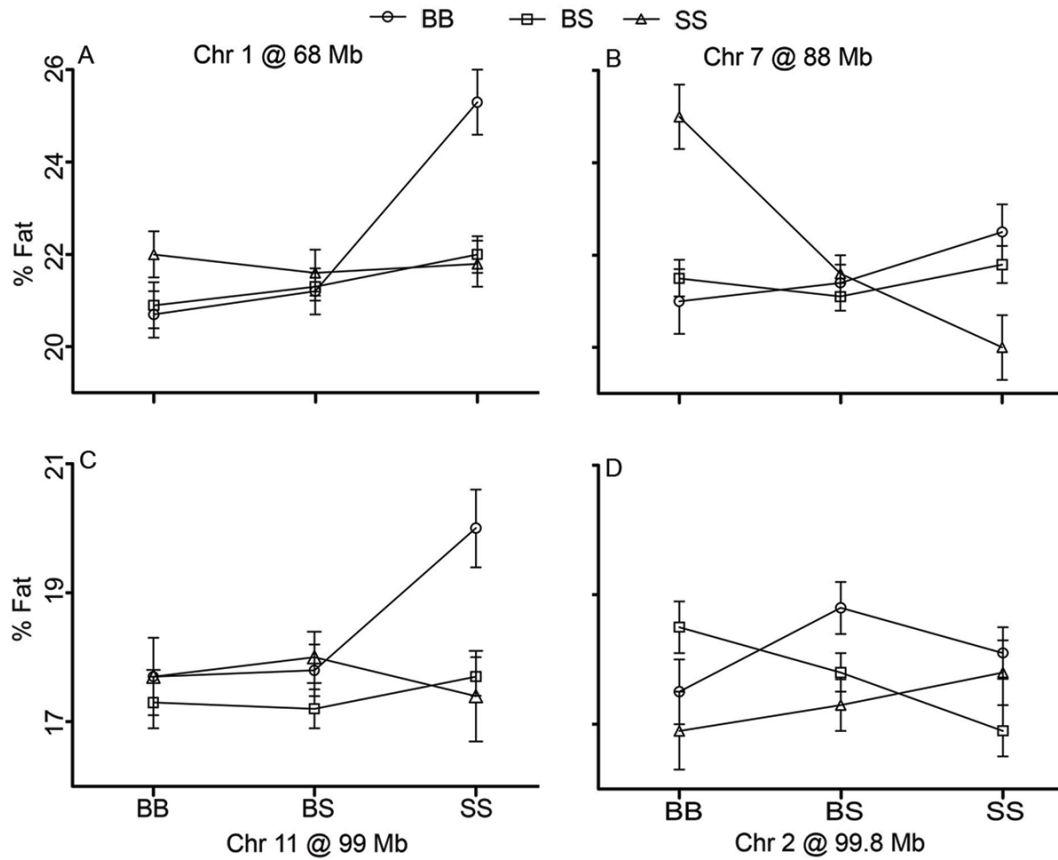 BB BS SS
A Chr 1 @ 68 Mb
B Chr 7 @ 88 Mb
26
24
22
20
% Fat
C
D
21
19
17
% Fat
BB BS SS
BB BS SS
Chr 11 @ 99 Mb
Chr 2 @ 99.8 Mb